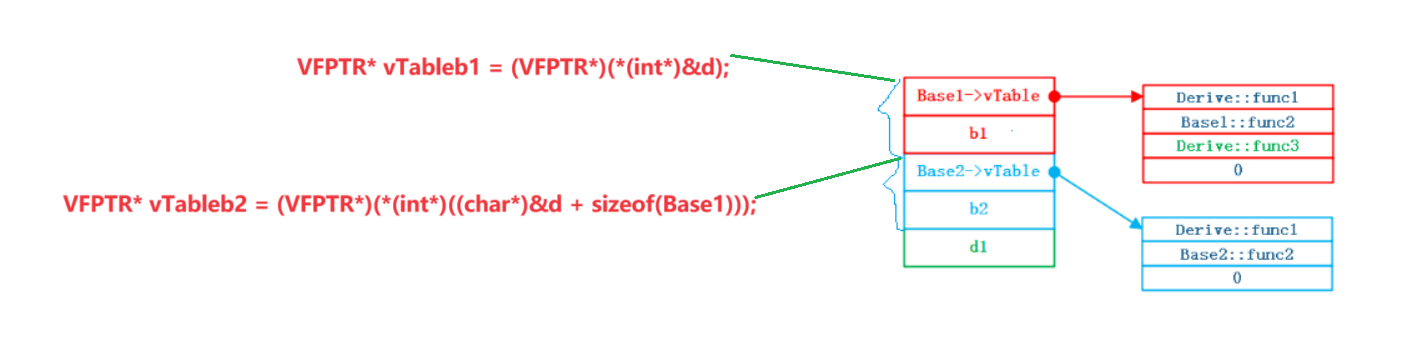 VFPTR* vTableb1 = (VFPTR*)(*(int*)&d);
Base1->vTable
b1
VFPTR* vTableb2 = (VFPTR*)(*(int*)((char*)&d + sizeof(Base1)));
Base2->vTable
b2
d1
Derive::func1
Base1::func2
Derive::func3
0
Derive::func1
Base2::func2
0